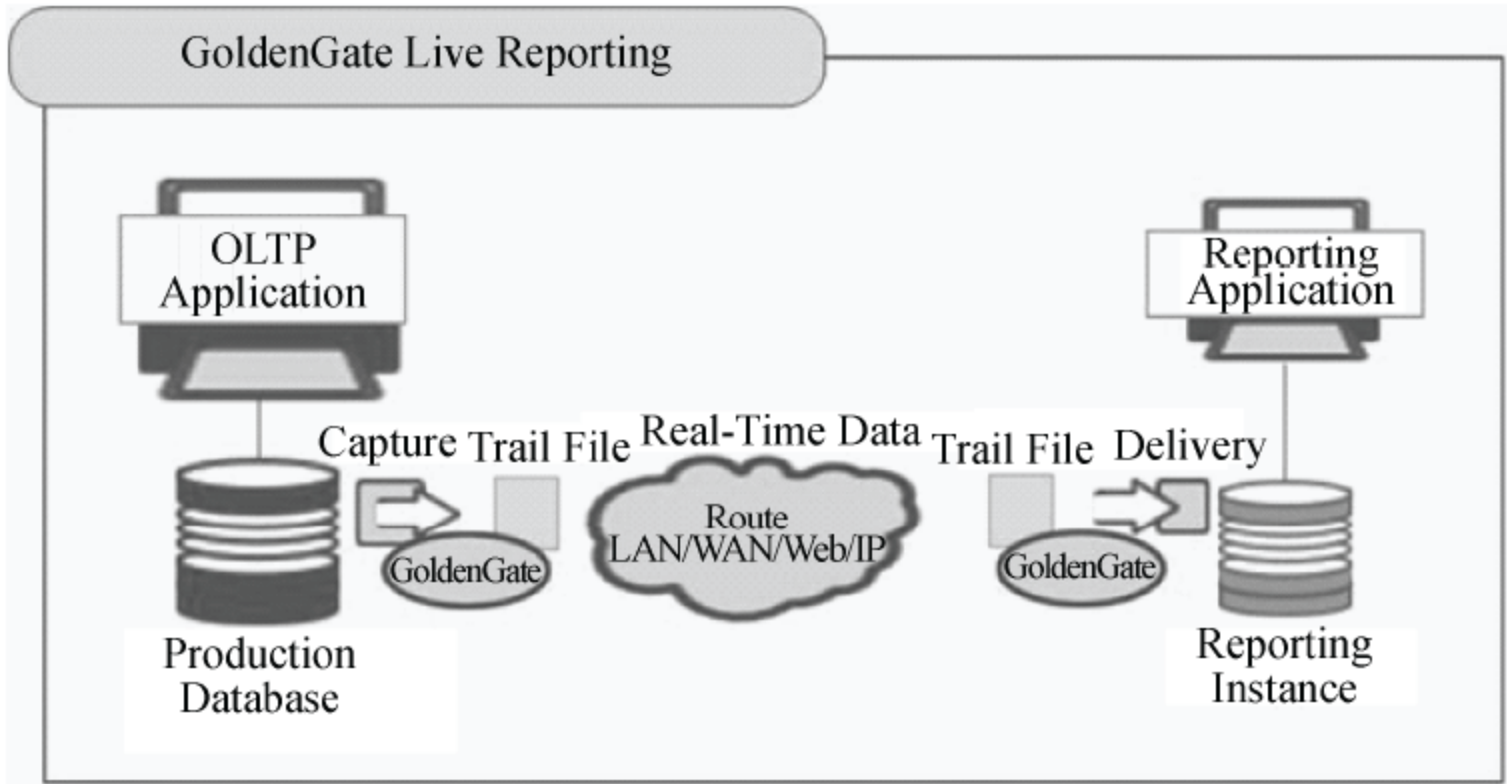 GoldenGate Live Reporting
OLTP
Application
Reporting
Application
Capture
Trail File
Real-Time Data
Trail File
Delivery
Route
LAN/WAN/Web/IP
GoldenGate
GoldenGate
Production
Database
Reporting
Instance